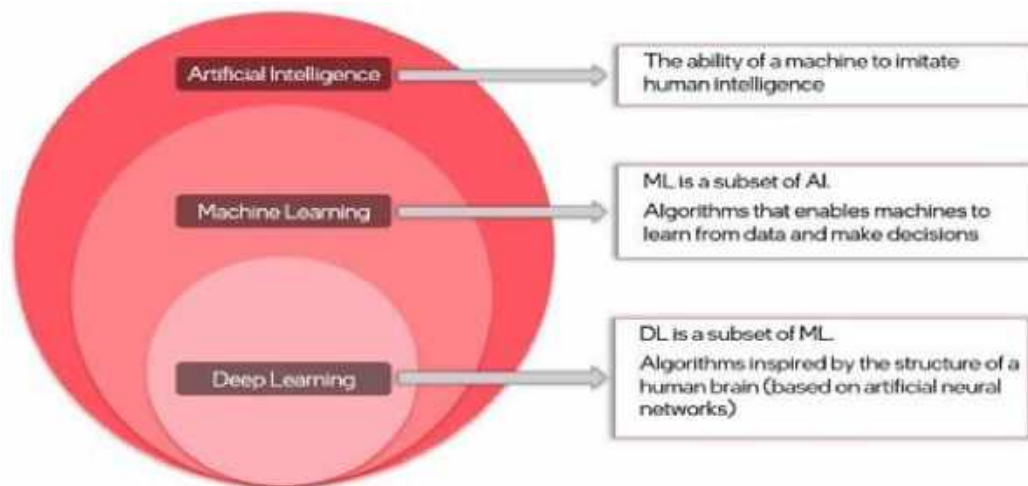 Artificial Intelligence
The ability of a machine to imitate
human intelligence
Machine Learning
ML is a subset of AI.
Algorithms that enables machines to
learn from data and make decisions
Deep Learning
DL is a subset of ML.
Algorithms inspired by the structure of a
human brain (based on artificial neural
networks)